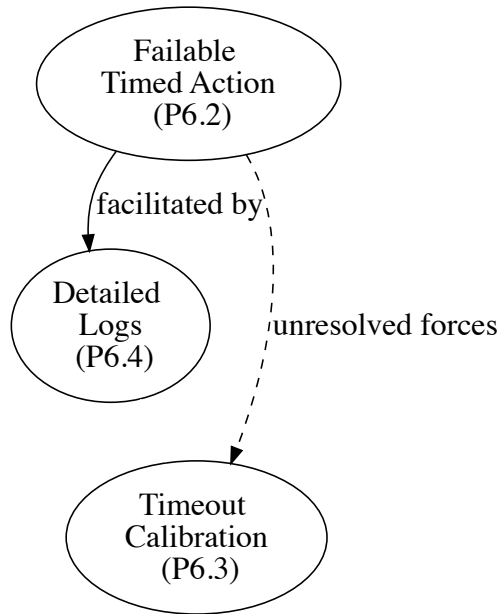 Failable
Timed Action
(P6.2)
facilitated by
Detailed
Logs
(P6.4)
unresolved forces
Timeout
Calibration
(P6.3)